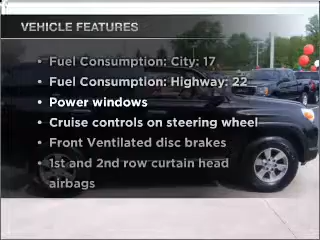 VEHICLE FEATURES
• Fuel Consumption: City: 17
• Fuel Consumption: Highway: 22
• Power windows
• Cruise controls on steering wheel
• Front Ventilated disc brakes
• 1st and 2nd row curtain head
airbags